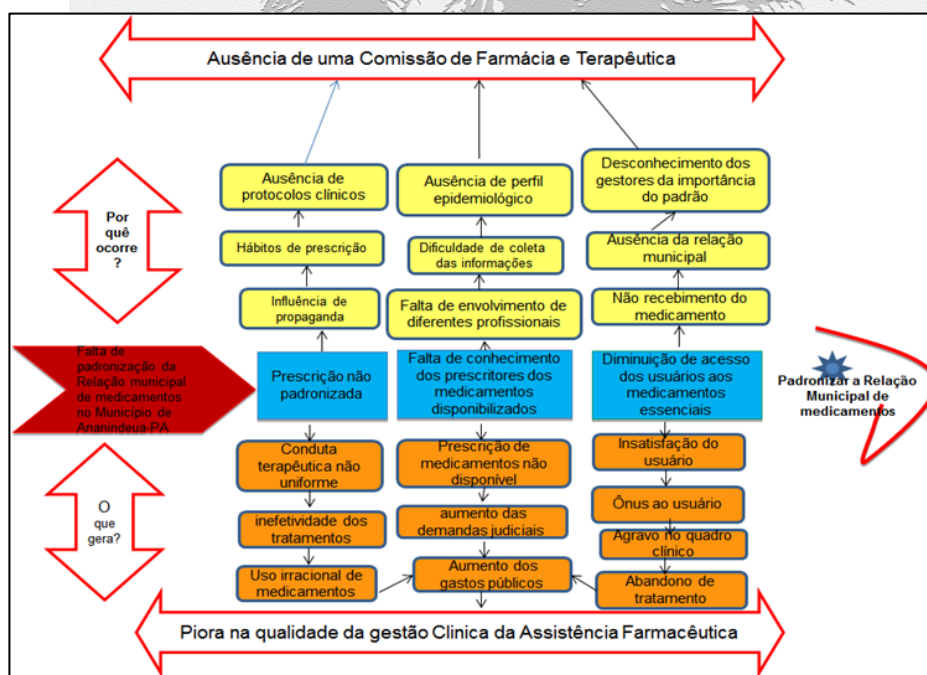 Ausência de uma Comissão de Farmácia e Terapêutica
Por
quê
ocorre
?
Ausência de
protocolos clínicos
Ausência de perfil
epidemiológico
Desconhecimento dos
gestores da importância
do padrão
Hábitos de prescrição
Dificuldade de coleta
das informações
Ausência da relação
municipal
Influência de
propaganda
Falta de envolvimento de
diferentes profissionais
Não recebimento do
medicamento
Falta de
padronização da
Relação municipal
de medicamentos
no Município de
Ananindeua-PA
Prescrição não
padronizada
Falta de conhecimento
dos prescritores dos
medicamentos
disponibilizados
Diminuição de acesso
dos usuários aos
medicamentos
essenciais
Padronizar a Relação
Municipal de
medicamentos
O
que
gera?
Conduta
terapêutica não
uniforme
Prescrição de
medicamentos não
disponível
Insatisfação do
usuário
inefetividade dos
tratamentos
aumento das
demandas judiciais
Ônus ao usuário
Agravo no quadro
clínico
Uso irracional de
medicamentos
Aumento dos
gastos públicos
Abandono de
tratamento
Piora na qualidade da gestão Clinica da Assistência Farmacêutica